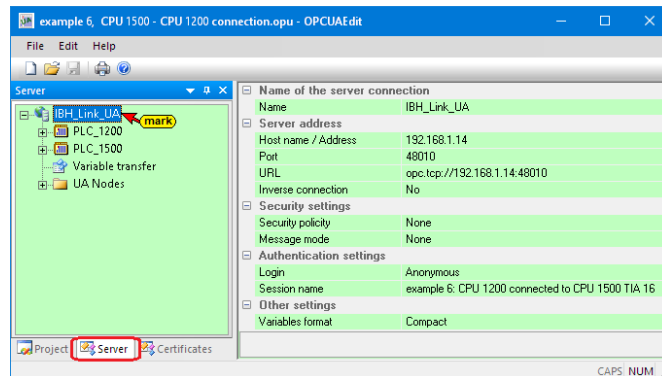 example 6, CPU 1500 - CPU 1200 connection.opu - OPCUAEdit
File Edit Help
Server
IBH_Link_UA
mark
PLC_1200
PLC_1500
Variable transfer
UA Nodes
Project Server Certificates
Name of the server connection
Name IBH_Link_UA
Server address
Host name / Address 192.168.1.14
Port 48010
URL opc.tcp://192.168.1.14:48010
Inverse connection No
Security settings
Security policity None
Message mode None
Authentication settings
Login Anonymous
Session name example 6: CPU 1200 connected to CPU 1500 TIA 16
Other settings
Variables format Compact
CAPS NUM